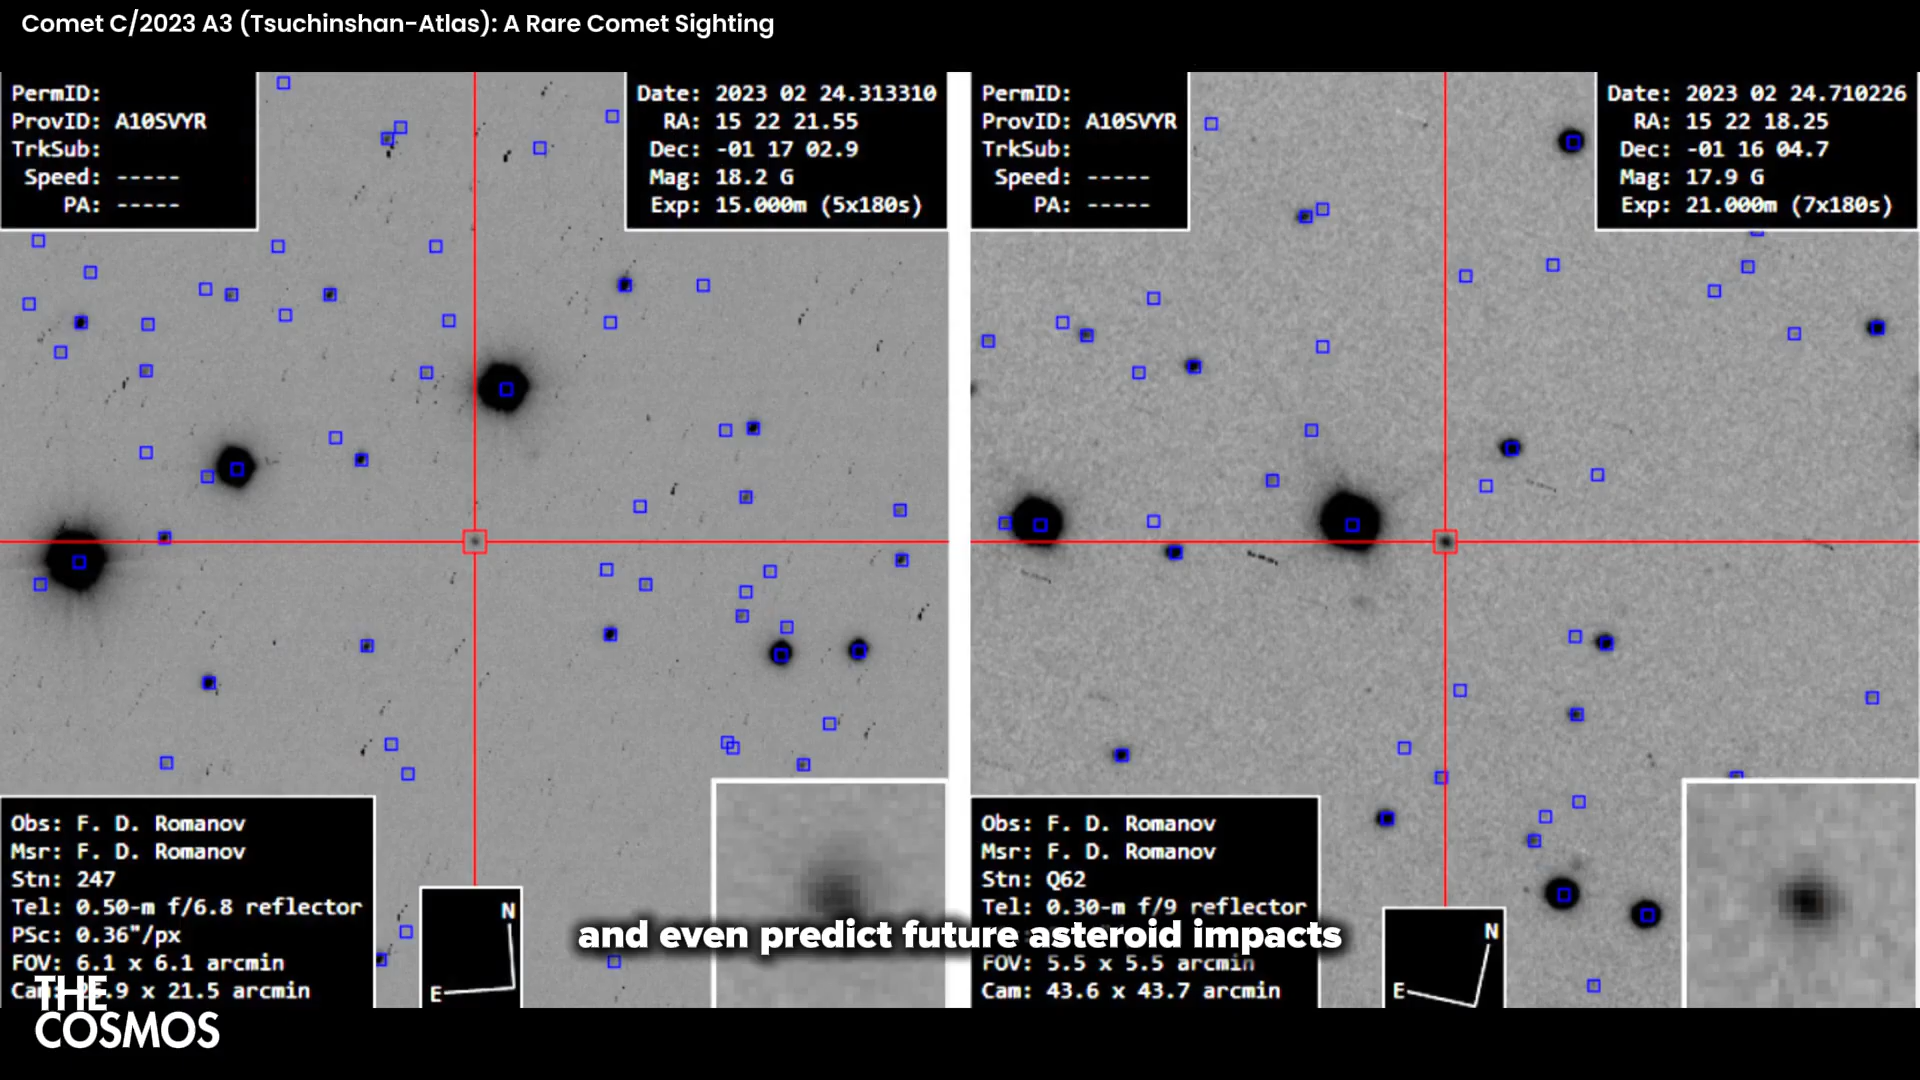 Comet C/2023 A3 (Tsuchinshan-Atlas): A Rare Comet Sighting
PermID:
ProvID: A10SVYR
TrkSub:
Speed: -----
PA: -----
Date: 2023 02 24.313310
RA: 15 22 21.55
Dec: -01 17 02.9
Mag: 18.2 G
Exp: 15.000m (5x180s)
PermID:
ProvID: A10SVYR
TrkSub:
Speed: -----
PA: -----
Date: 2023 02 24.710226
RA: 15 22 18.25
Dec: -01 16 04.7
Mag: 17.9 G
Exp: 21.000m (7x180s)
Obs: F. D. Romanov
Msr: F. D. Romanov
Stn: 247
Tel: 0.50-m f/6.8 reflector
PSc: 0.36"/px
FOV: 6.1 x 6.1 arcmin
Cam: x 21.5 arcmin
N
E
Obs: F. D. Romanov
Msr: F. D. Romanov
Stn: Q62
Tel: 0.30-m f/9 reflector
FOV: 5.5 x 5.5 arcmin
Cam: 43.6 x 43.7 arcmin
N
E
and even predict future asteroid impacts
THE
COSMOS